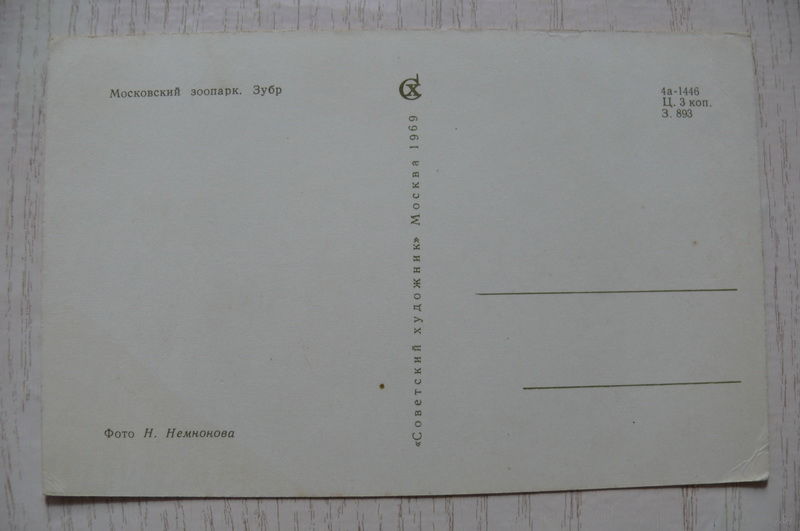 Московский зоопарк. Зубр
Фото Н. Немнонова
СХ
«Советский художник» Москва 1969
4а-1446
Ц. 3 коп.
З. 893